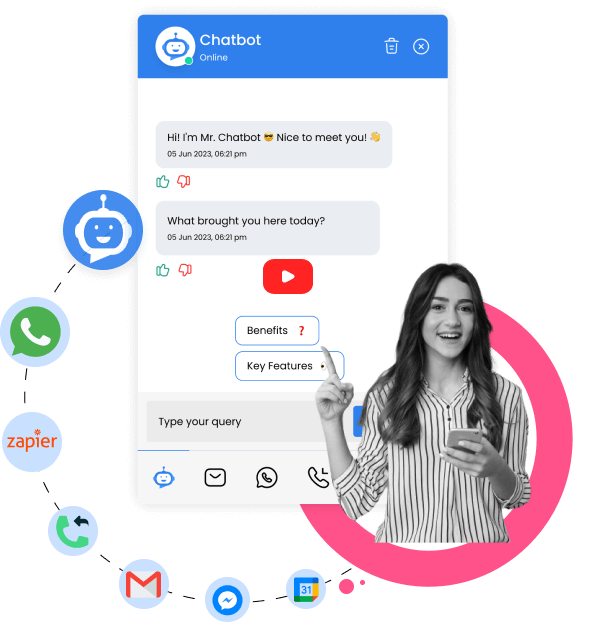 Chatbot
Online
Hi! I'm Mr. Chatbot 😎 Nice to meet you! 👋
05 Jun 2023, 06:21 pm
What brought you here today?
05 Jun 2023, 06:21 pm
Benefits ❓
Key Features
Type your query
zapier
31